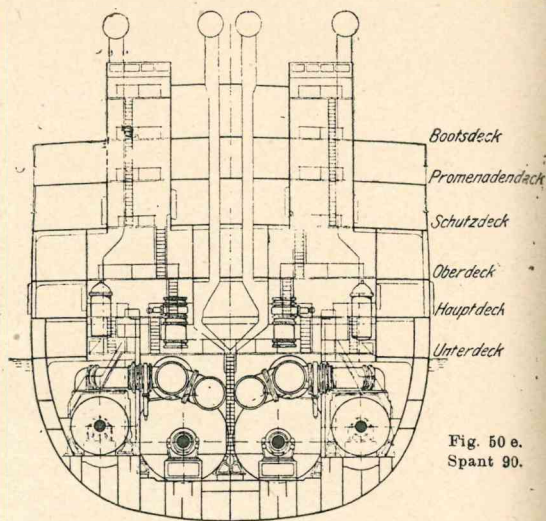 Bootsdeck
Promenadendeck
Schutzdeck
Oberdeck
Hauptdeck
Unterdeck
Fig. 50 e.
Spant 90.